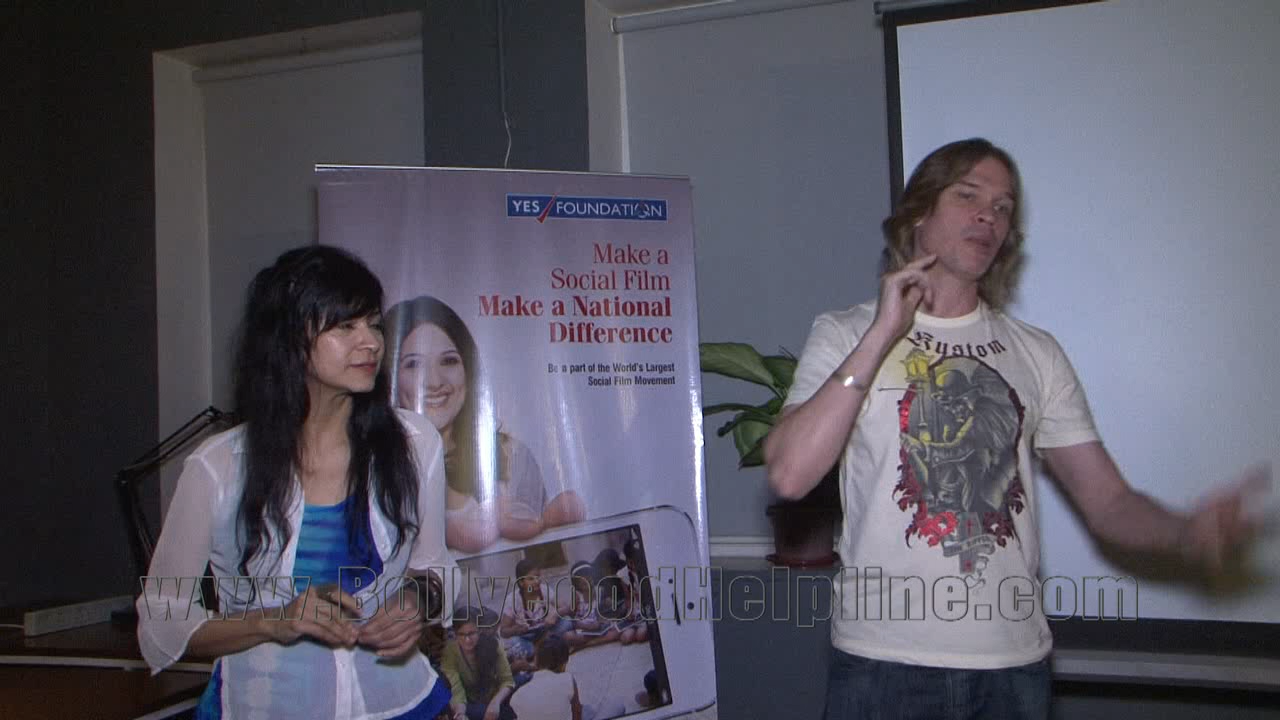 YES FOUNDATION
Make a
Social Film
Make a National
Difference
Be a part of the World's Largest
Social Film Movement
Kustom
www.BollywoodHelpline.com